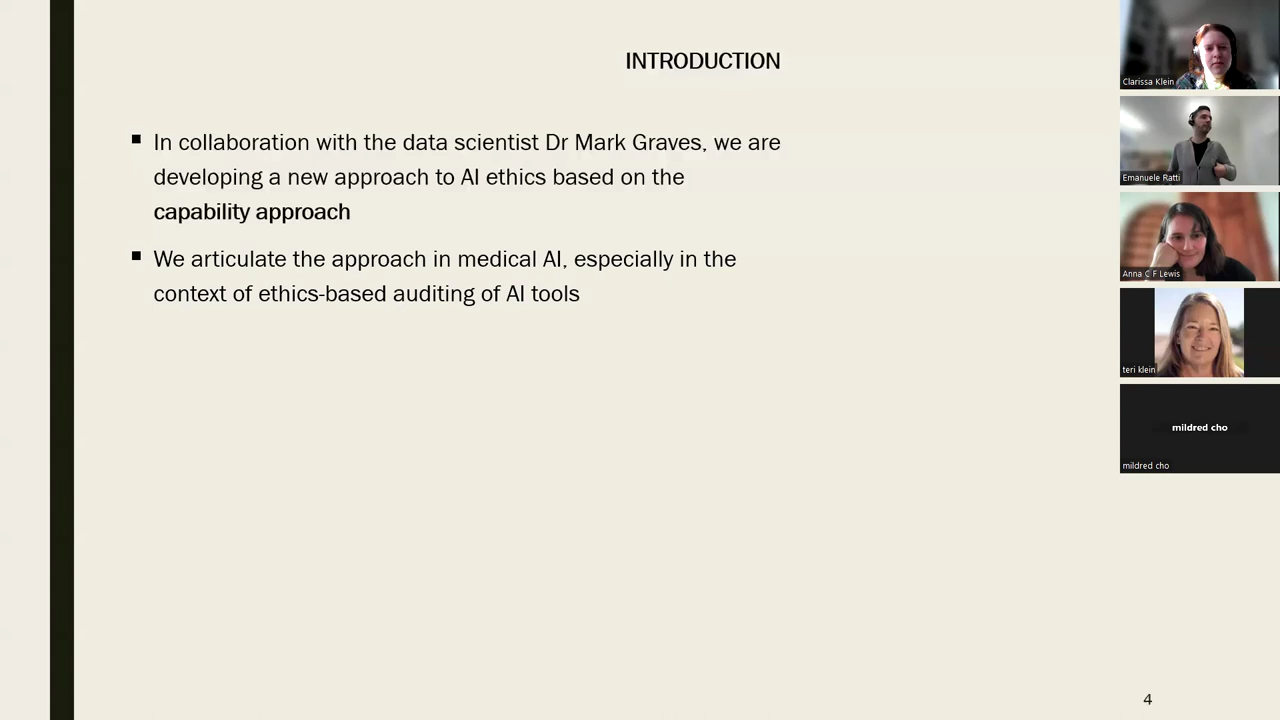 INTRODUCTION
▪ In collaboration with the data scientist Dr Mark Graves, we are
developing a new approach to AI ethics based on the
capability approach
▪ We articulate the approach in medical AI, especially in the
context of ethics-based auditing of AI tools
4
Clarissa Klein
Emanuele Ratti
Anna C F Lewis
teri klein
mildred cho
mildred cho